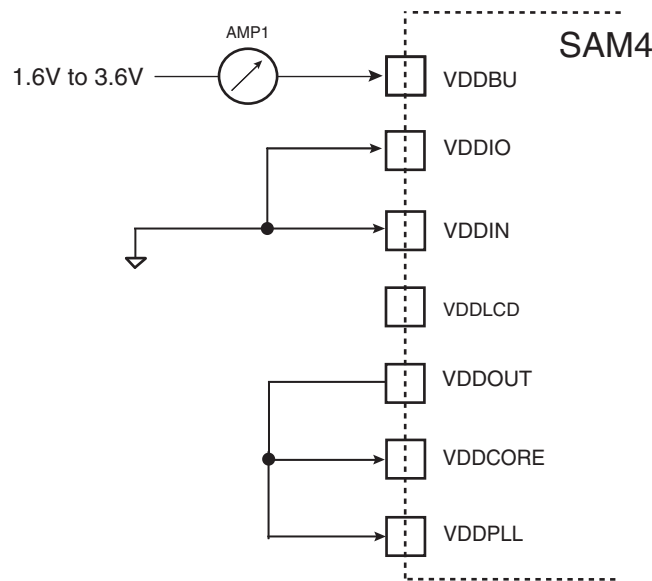 SAM4
AMP1
1.6V to 3.6V
VDDBU
VDDIO
VDDIN
VDDLCD
VDDOUT
VDDCORE
VDDPLL